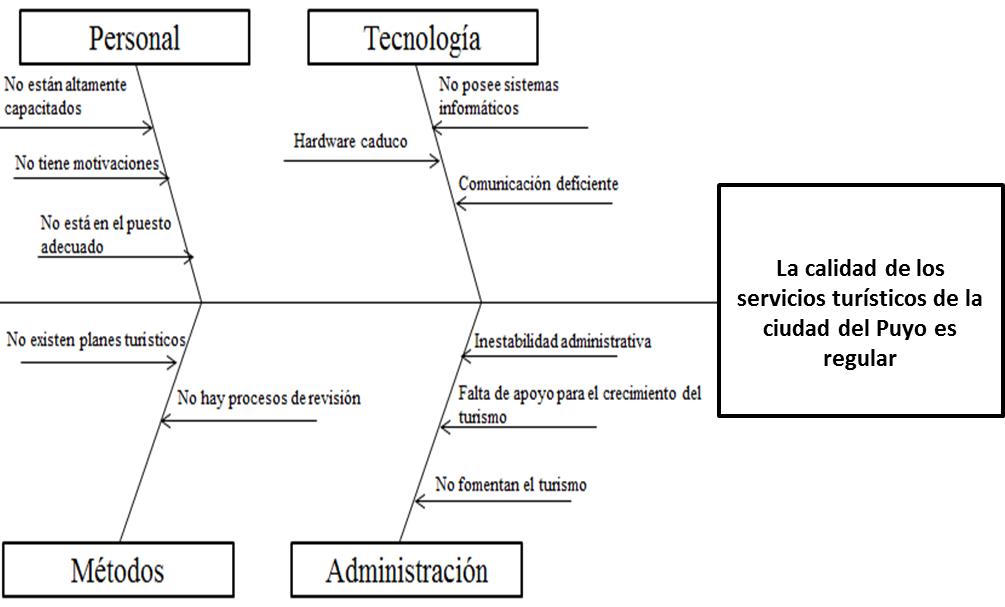 Personal
Tecnología
No están altamente
capacitados
No tiene motivaciones
No está en el puesto
adecuado
No posee sistemas
informáticos
Hardware caduco
Comunicación deficiente
La calidad de los
servicios turísticos de la
ciudad del Puyo es
regular
No existen planes turísticos
No hay procesos de revisión
Inestabilidad administrativa
Falta de apoyo para el crecimiento del
turismo
No fomentan el turismo
Métodos
Administración